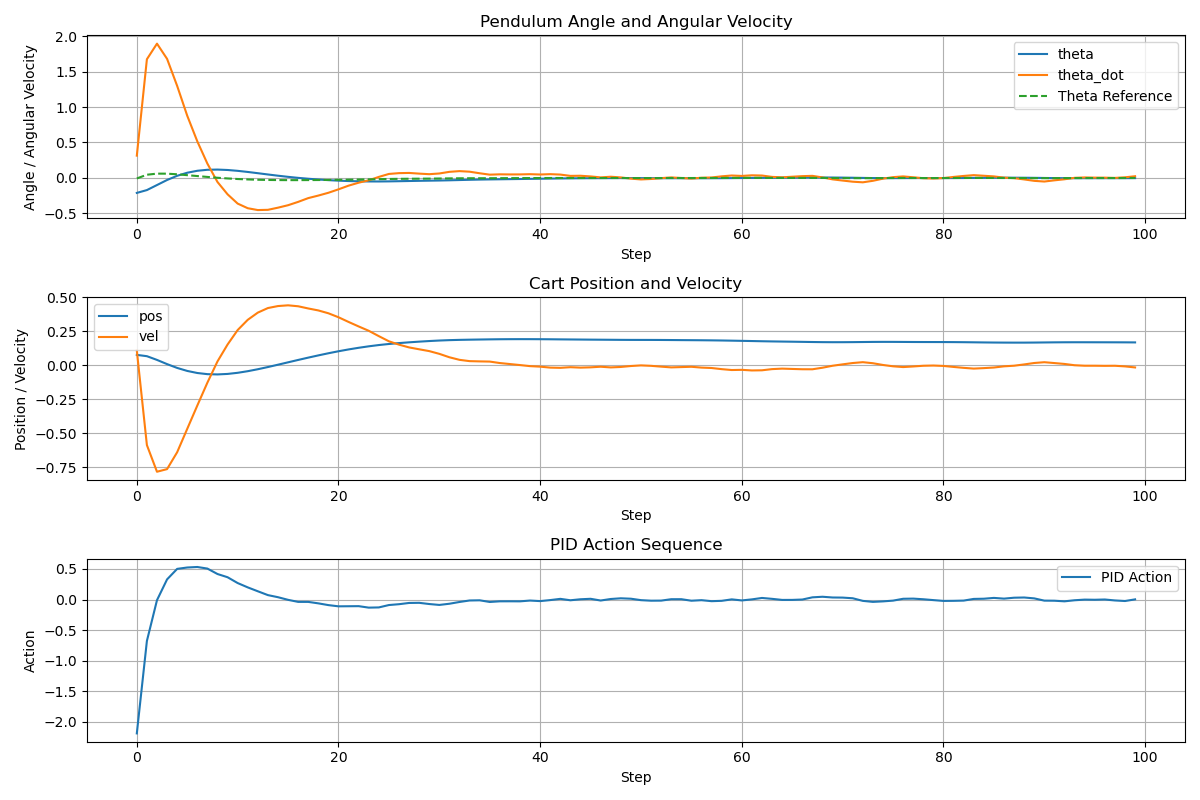 Pendulum Angle and Angular Velocity
Angle / Angular Velocity
2.0
1.5
1.0
0.5
0.0
−0.5
theta
theta_dot
Theta Reference
0 20 40 60 80 100
Step
Cart Position and Velocity
Position / Velocity
0.50
0.25
0.00
−0.25
−0.50
−0.75
pos
vel
0 20 40 60 80 100
Step
PID Action Sequence
Action
0.5
0.0
−0.5
−1.0
−1.5
−2.0
PID Action
0 20 40 60 80 100
Step